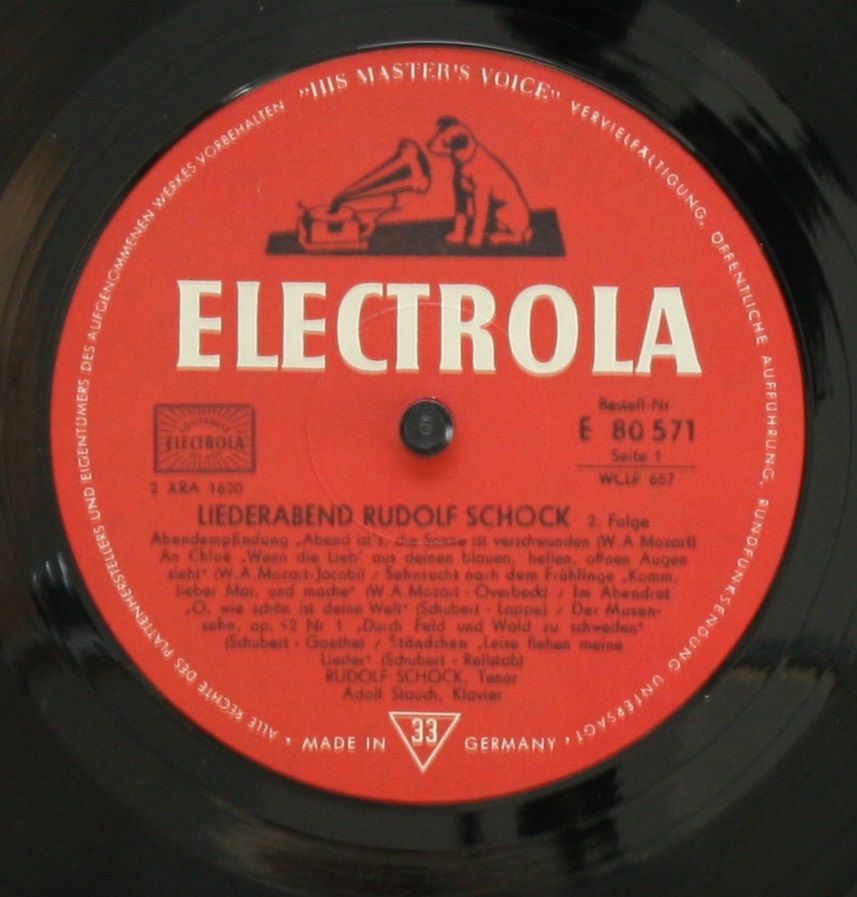 "HIS MASTER'S VOICE"
VERVIELFÄLTIGUNG, ÖFFENTLICHE AUFFÜHRUNG, RUNDFUNKSENDUNG UNTERSAGT •
• ALLE RECHTE DES PLATTENHERSTELLERS UND EIGENTÜMERS DES AUFGENOMMENEN WERKES VORBEHALTEN
ELECTROLA
ELECTROLA
Bestell-Nr
E 80 571
Seite 1
WCLP 657
2 XRA 1620
LIEDERABEND RUDOLF SCHOCK 2. Folge
Abendempfindung „Abend ist's, die Sonne ist verschwunden (W.A.Mozart)
An Chloë „Wenn die Lieb' aus deinen blauen, hellen, offnen Augen
sieht" (W.A.Mozart-Jacobi) / Sehnsucht nach dem Frühlinge „Komm,
lieber Mai, und mache" (W.A.Mozart - Overbeck) / Im Abendrot
„O, wie schön ist deine Welt" (Schubert - Lappe) / Der Musen-
sohn, op. 92 Nr 1 „Durch Feld und Wald zu schweifen"
(Schubert - Goethe) / Ständchen „Leise flehen meine
Lieder" (Schubert - Rellstab)
RUDOLF SCHOCK, Tenor
Adolf Stauch, Klavier
MADE IN 33 GERMANY